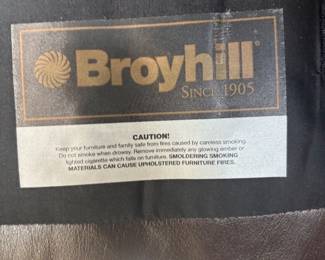 Broyhill®
SINCE 1905
CAUTION!
Keep your furniture and family safe from fires caused by careless smoking.
Do not smoke when drowsy. Remove immediately any glowing ember or
lighted cigarette which falls on furniture. SMOLDERING SMOKING
MATERIALS CAN CAUSE UPHOLSTERED FURNITURE FIRES.